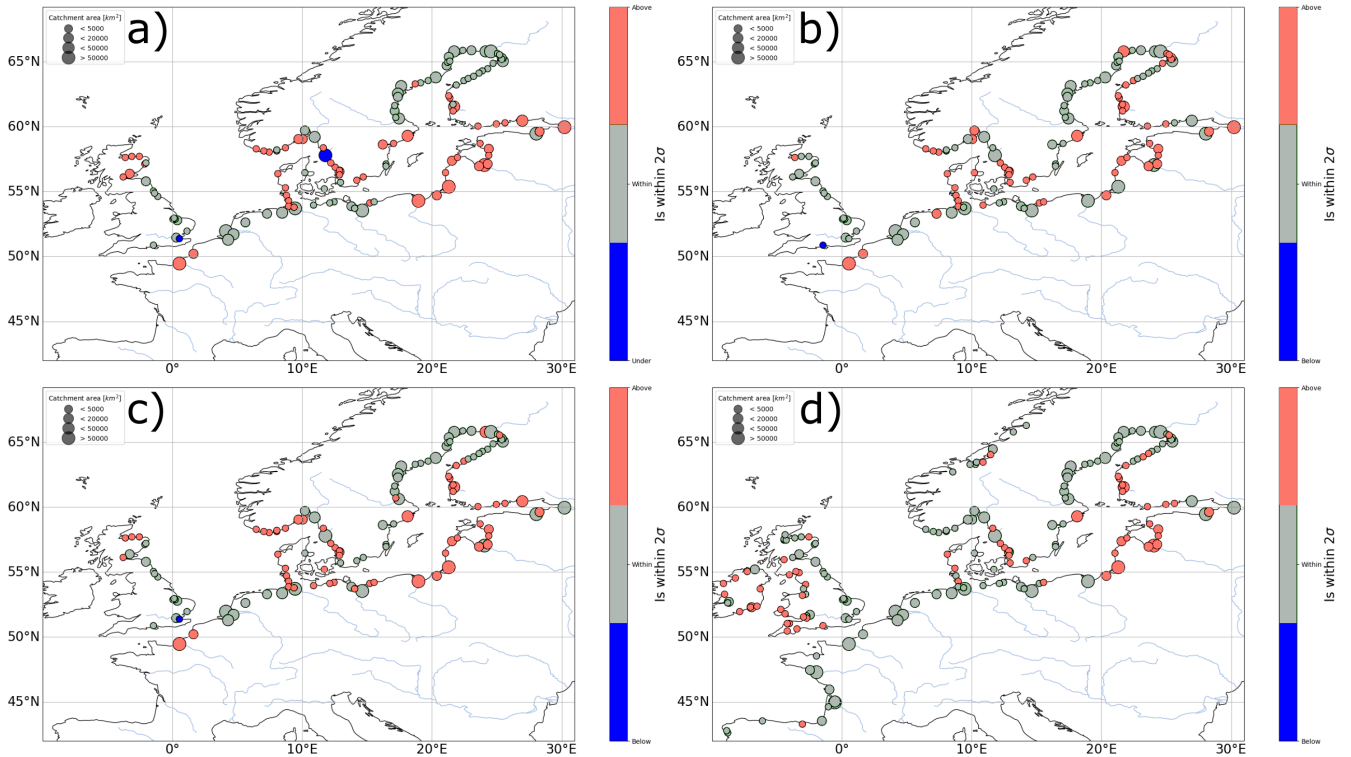 a)
Catchment area [km²]
< 5000
< 20000
< 50000
> 50000
65°N
60°N
55°N
50°N
45°N
0°
10°E
20°E
30°E
Above
Within
Under
Is within 2σ
b)
Catchment area [km²]
< 5000
< 20000
< 50000
> 50000
65°N
60°N
55°N
50°N
45°N
0°
10°E
20°E
30°E
Above
Within
Below
Is within 2σ
c)
Catchment area [km²]
< 5000
< 20000
< 50000
> 50000
65°N
60°N
55°N
50°N
45°N
0°
10°E
20°E
30°E
Above
Within
Below
Is within 2σ
d)
Catchment area [km²]
< 5000
< 20000
< 50000
> 50000
65°N
60°N
55°N
50°N
45°N
0°
10°E
20°E
30°E
Above
Within
Below
Is within 2σ